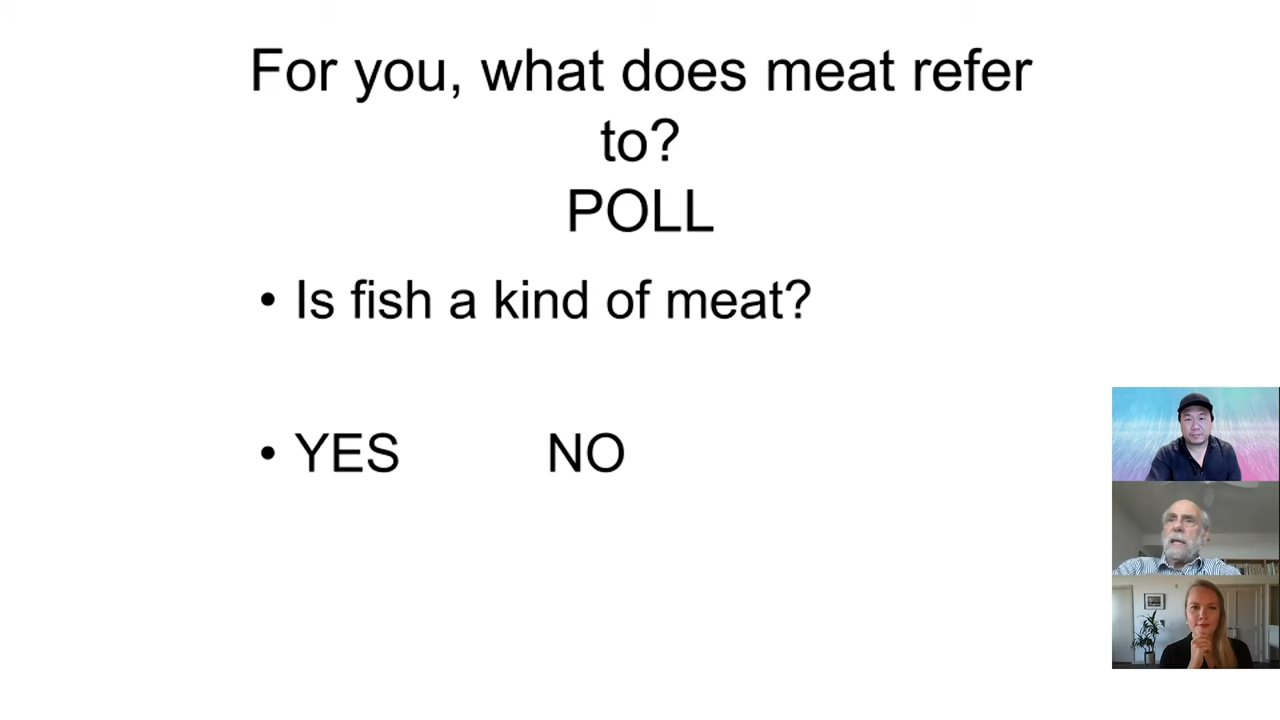 For you, what does meat refer
to?
POLL
• Is fish a kind of meat?
• YES NO